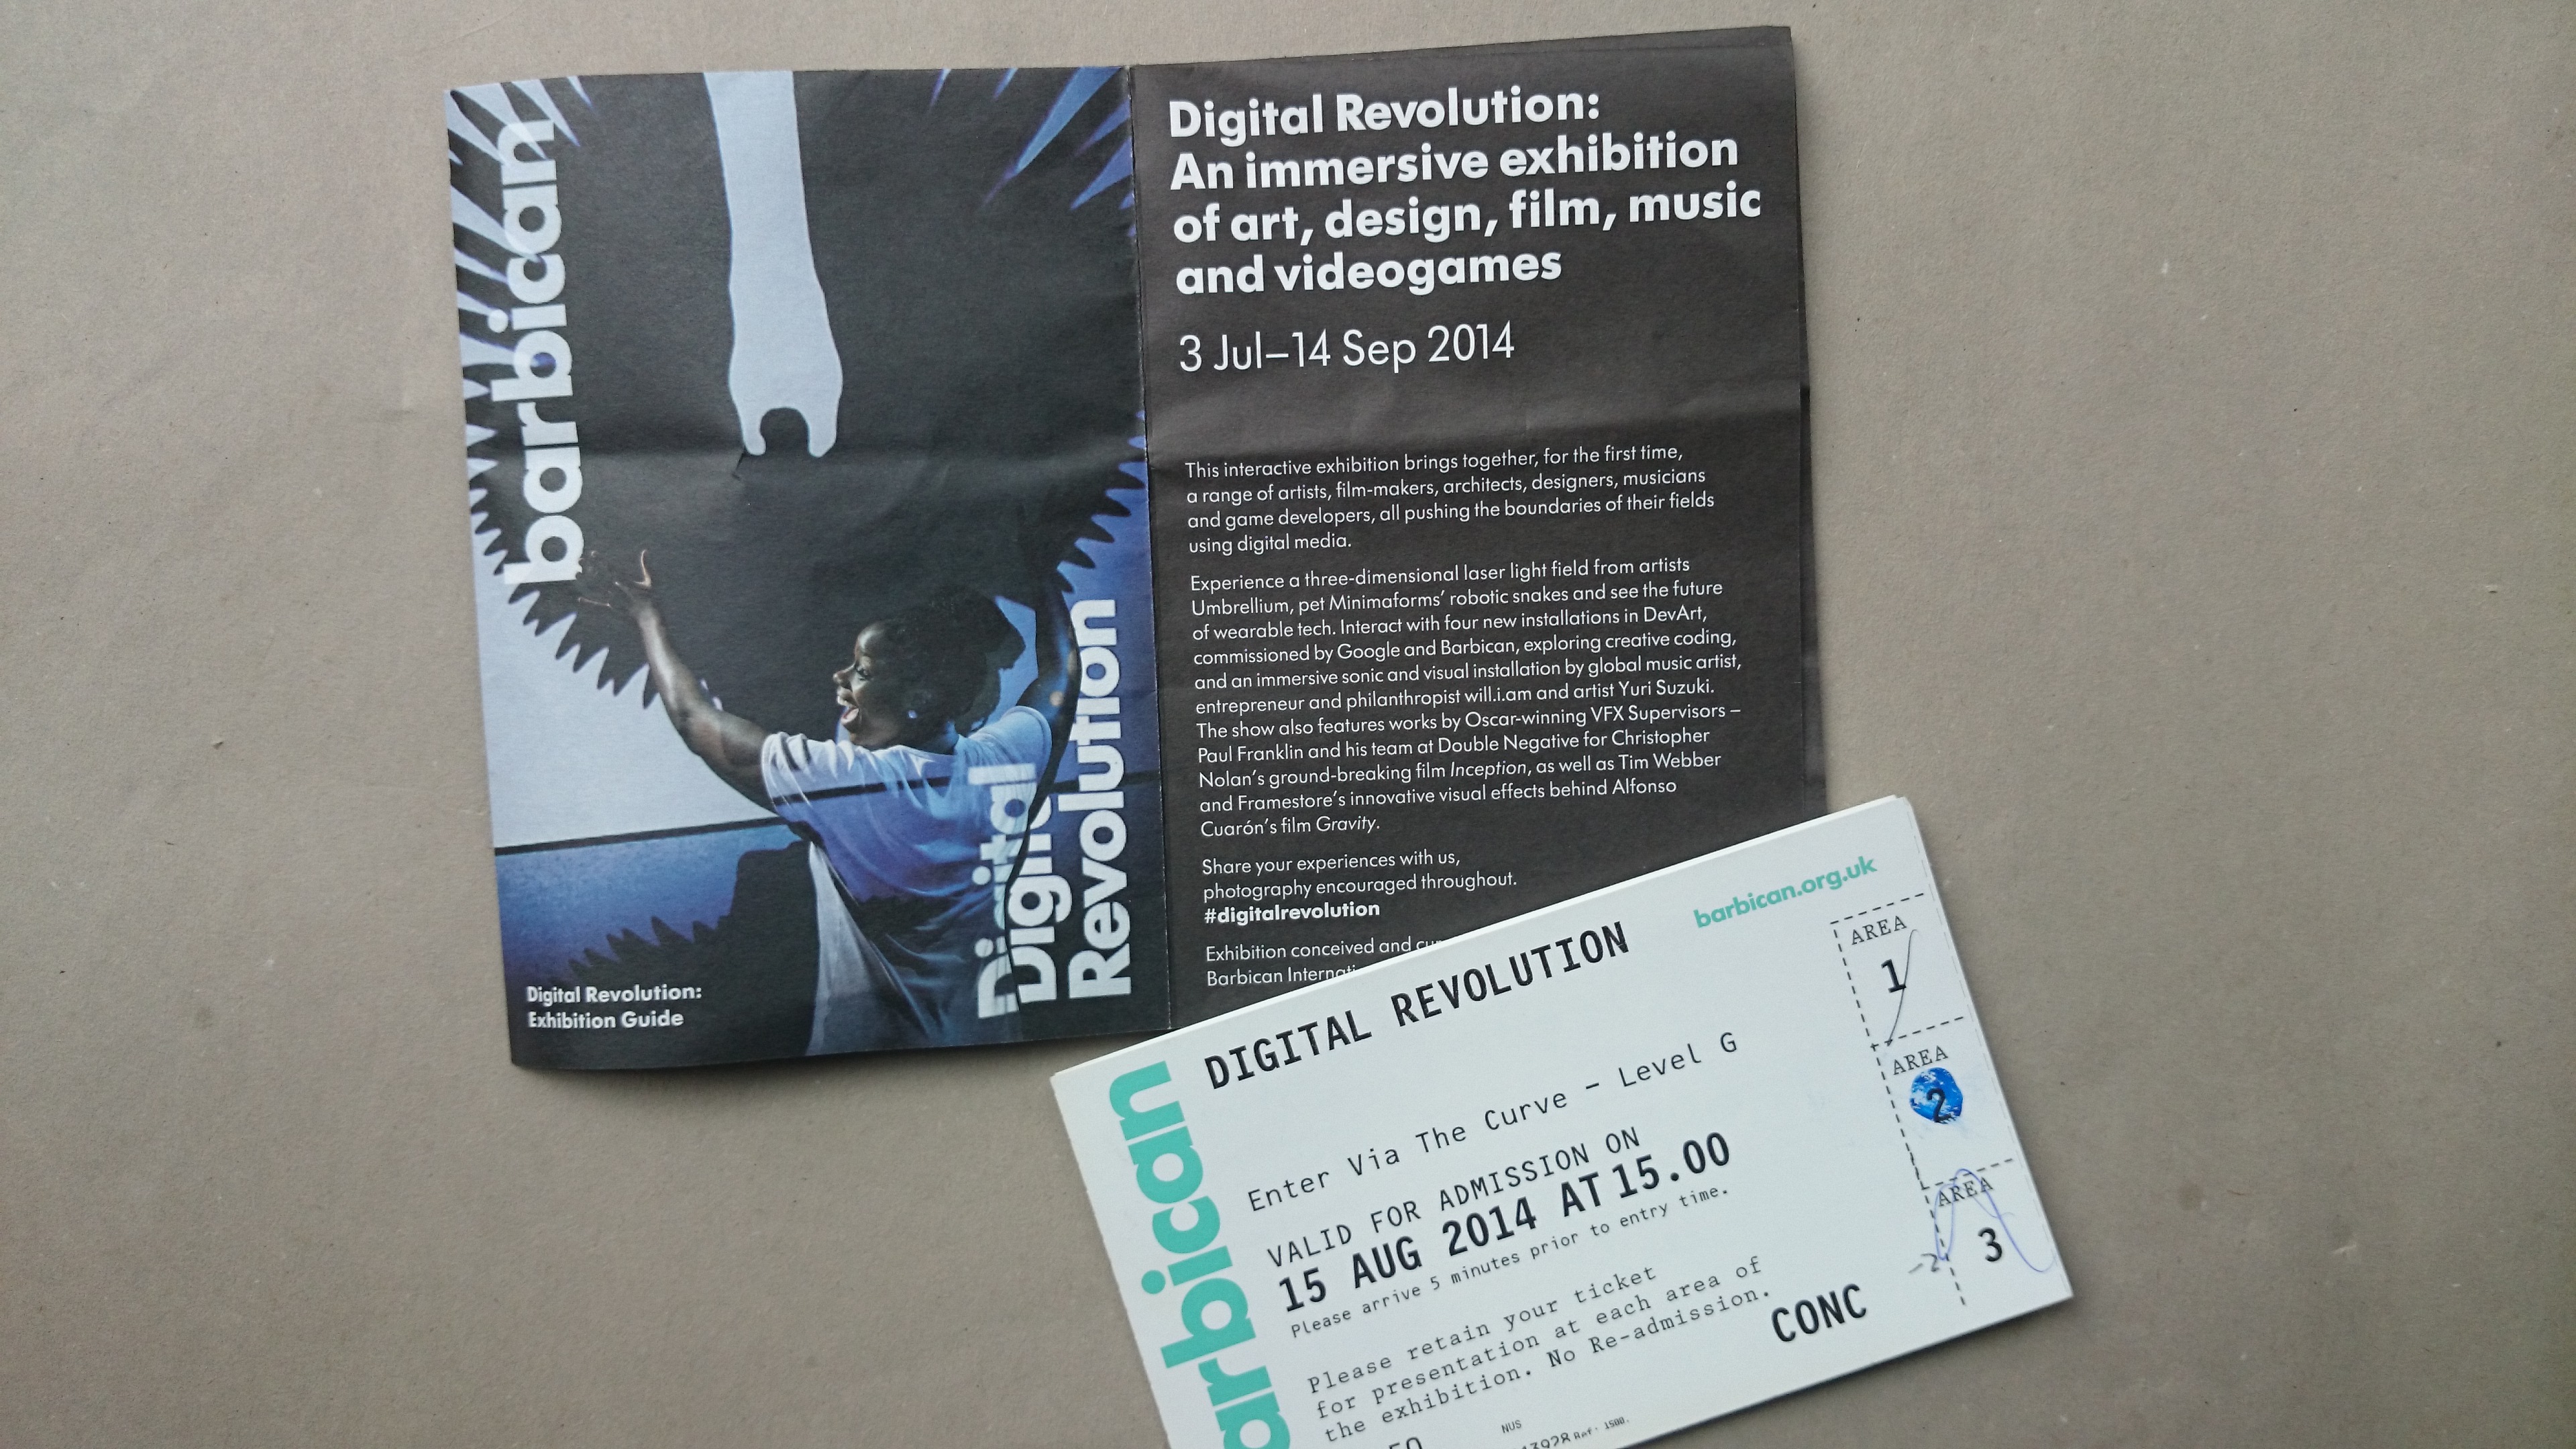 barbican
Digital
Digital
Revolution
Digital Revolution:
Exhibition Guide
Digital Revolution:
An immersive exhibition
of art, design, film, music
and videogames
3 Jul–14 Sep 2014
This interactive exhibition brings together, for the first time,
a range of artists, film-makers, architects, designers, musicians
and game developers, all pushing the boundaries of their fields
using digital media.
Experience a three-dimensional laser light field from artists
Umbrellium, pet Minimaforms' robotic snakes and see the future
of wearable tech. Interact with four new installations in DevArt,
commissioned by Google and Barbican, exploring creative coding,
and an immersive sonic and visual installation by global music artist,
entrepreneur and philanthropist will.i.am and artist Yuri Suzuki.
The show also features works by Oscar-winning VFX Supervisors –
Paul Franklin and his team at Double Negative for Christopher
Nolan's ground-breaking film Inception, as well as Tim Webber
and Framestore's innovative visual effects behind Alfonso
Cuarón's film Gravity.
Share your experiences with us,
photography encouraged throughout.
#digitalrevolution
Exhibition conceived and
Barbican
barbican
DIGITAL REVOLUTION
barbican.org.uk
Enter Via The Curve - Level G
VALID FOR ADMISSION ON
15 AUG 2014 AT 15.00
Please arrive 5 minutes prior to entry time.
Please retain your ticket
for presentation at each area of
the exhibition. No Re-admission.
CONC
NUS
Ref: 1500.
AREA
1
AREA
2
AREA
3